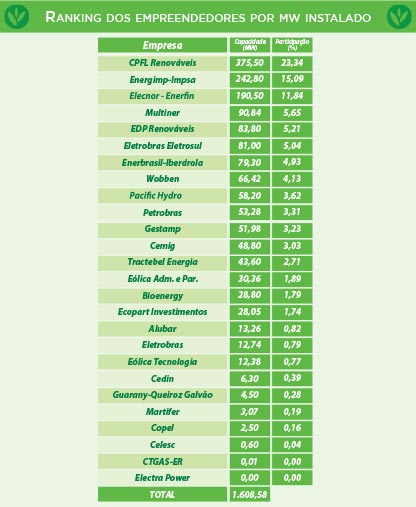 Ranking dos empreendedores por mw instalado
Empresa Capacidade (MW) Participação (%)
CPFL Renováveis 375,50 23,34
Energimp-Impsa 242,80 15,09
Elecnor - Enerfin 190,50 11,84
Multiner 90,84 5,65
EDP Renováveis 83,80 5,21
Eletrobras Eletrosul 81,00 5,04
Enerbrasil-Iberdrola 79,30 4,93
Wobben 66,42 4,13
Pacific Hydro 58,20 3,62
Petrobras 53,28 3,31
Gestamp 51,98 3,23
Cemig 48,80 3,03
Tractebel Energia 43,60 2,71
Eólica Adm. e Par. 30,36 1,89
Bioenergy 28,80 1,79
Ecopart Investimentos 28,05 1,74
Alubar 13,26 0,82
Eletrobras 12,74 0,79
Eólica Tecnologia 12,38 0,77
Cedin 6,30 0,39
Guarany-Queiroz Galvão 4,50 0,28
Martifer 3,07 0,19
Copel 2,50 0,16
Celesc 0,60 0,04
CTGAS-ER 0,01 0,00
Electra Power 0,00 0,00
TOTAL 1.608,58